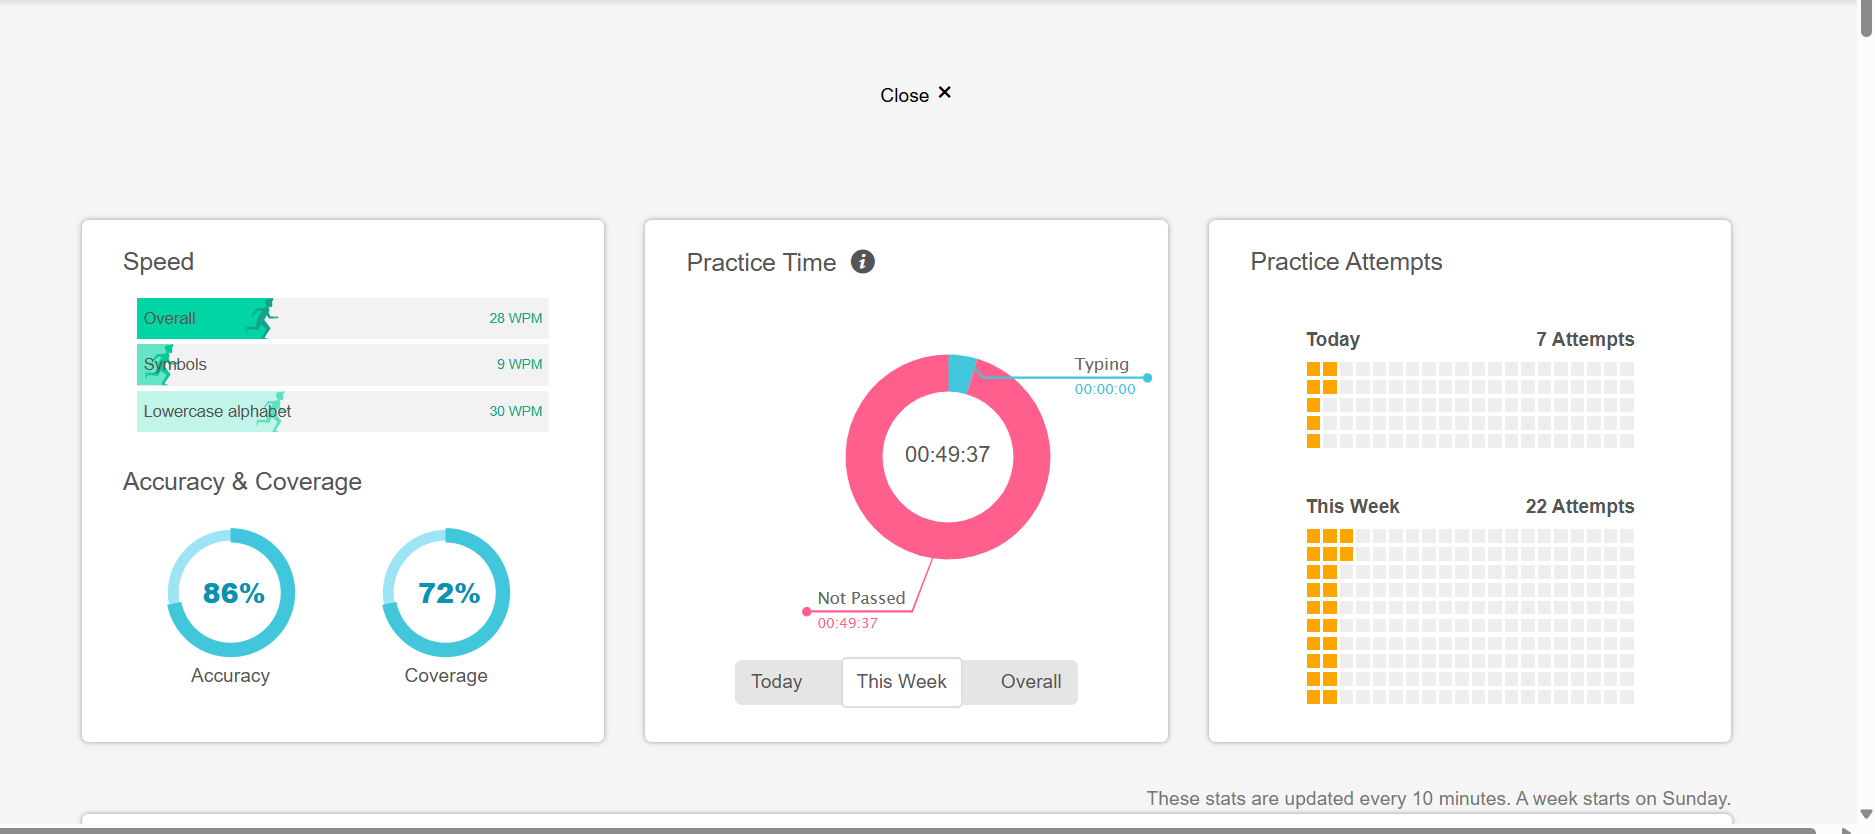 Close ✕
Speed
Overall 28 WPM
Symbols 9 WPM
Lowercase alphabet 30 WPM
Accuracy & Coverage
86%
72%
Accuracy
Coverage
Practice Time
Typing
00:00:00
00:49:37
Not Passed
00:49:37
Today This Week Overall
Practice Attempts
Today 7 Attempts
This Week 22 Attempts
These stats are updated every 10 minutes. A week starts on Sunday.